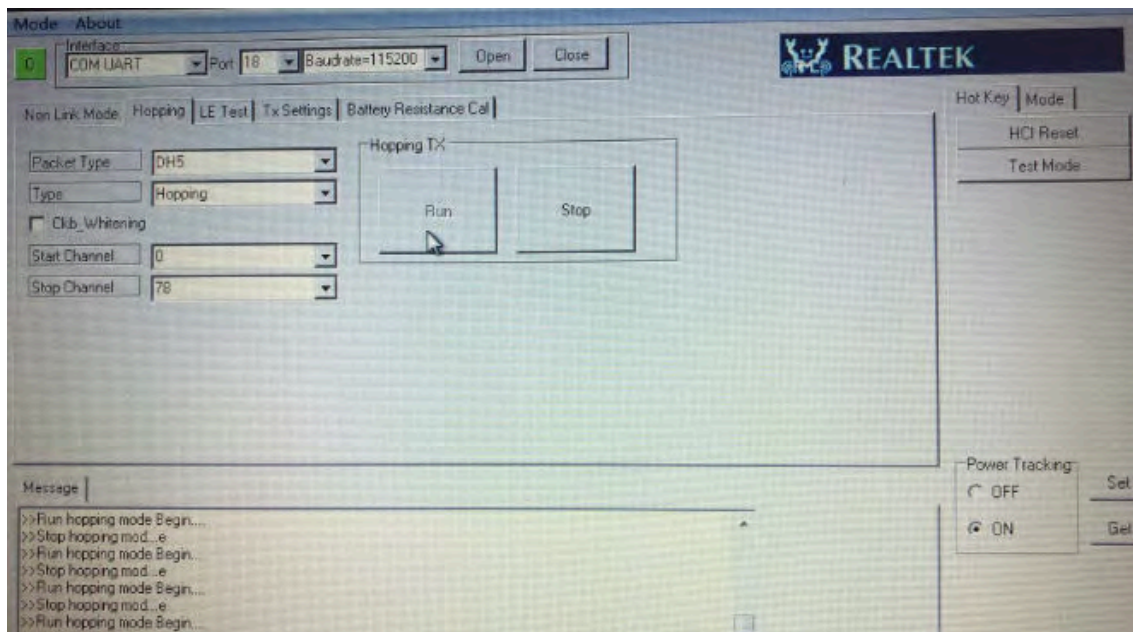 Mode About
Interface
0 COM UART Port 18 Baudrate=115200 Open Close
REALTEK
Non Link Mode Hopping LE Test Tx Settings Battery Resistance Cal
Hot Key Mode
HCI Reset
Test Mode
Packet Type DH5
Type Hopping
Ckb_Whitening
Start Channel 0
Stop Channel 78
Hopping TX
Run Stop
Power Tracking
OFF Set
ON Get
Message
>>Run hopping mode Begin....
>>Stop hopping mod...e
>>Run hopping mode Begin....
>>Stop hopping mod...e
>>Run hopping mode Begin....
>>Stop hopping mod...e
>>Run hopping mode Begin....